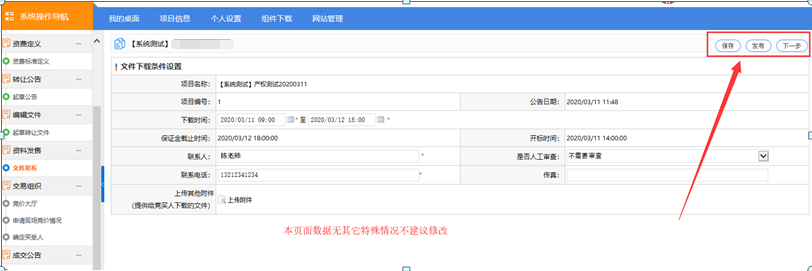 系统操作导航 我的桌面 项目信息 个人设置 组件下载 网站管理
资费定义
资费标准定义
转让公告
起草公告
编辑文件
起草转让文件
资料发售
文件发布
交易组织
竞价大厅
申请现场竞价情况
确定买受人
成交公告
【系统测试】
保存 发布 下一步
文件下载条件设置
项目名称： 【系统测试】产权测试20200311
项目编号： 1 公告日期： 2020/03/11 11:48
下载时间： 2020/03/11 09:00 * 至 2020/03/12 18:00 *
保证金截止时间： 2020/03/12 18:00:00 开标时间： 2020/03/11 14:00:00
联系人： 陈老师 * 是否人工审查： 不需要审查
联系电话： 13212341234 * 传真：
上传其他附件
(提供给竞买人下载的文件) 上传附件
本页面数据无其它特殊情况不建议修改